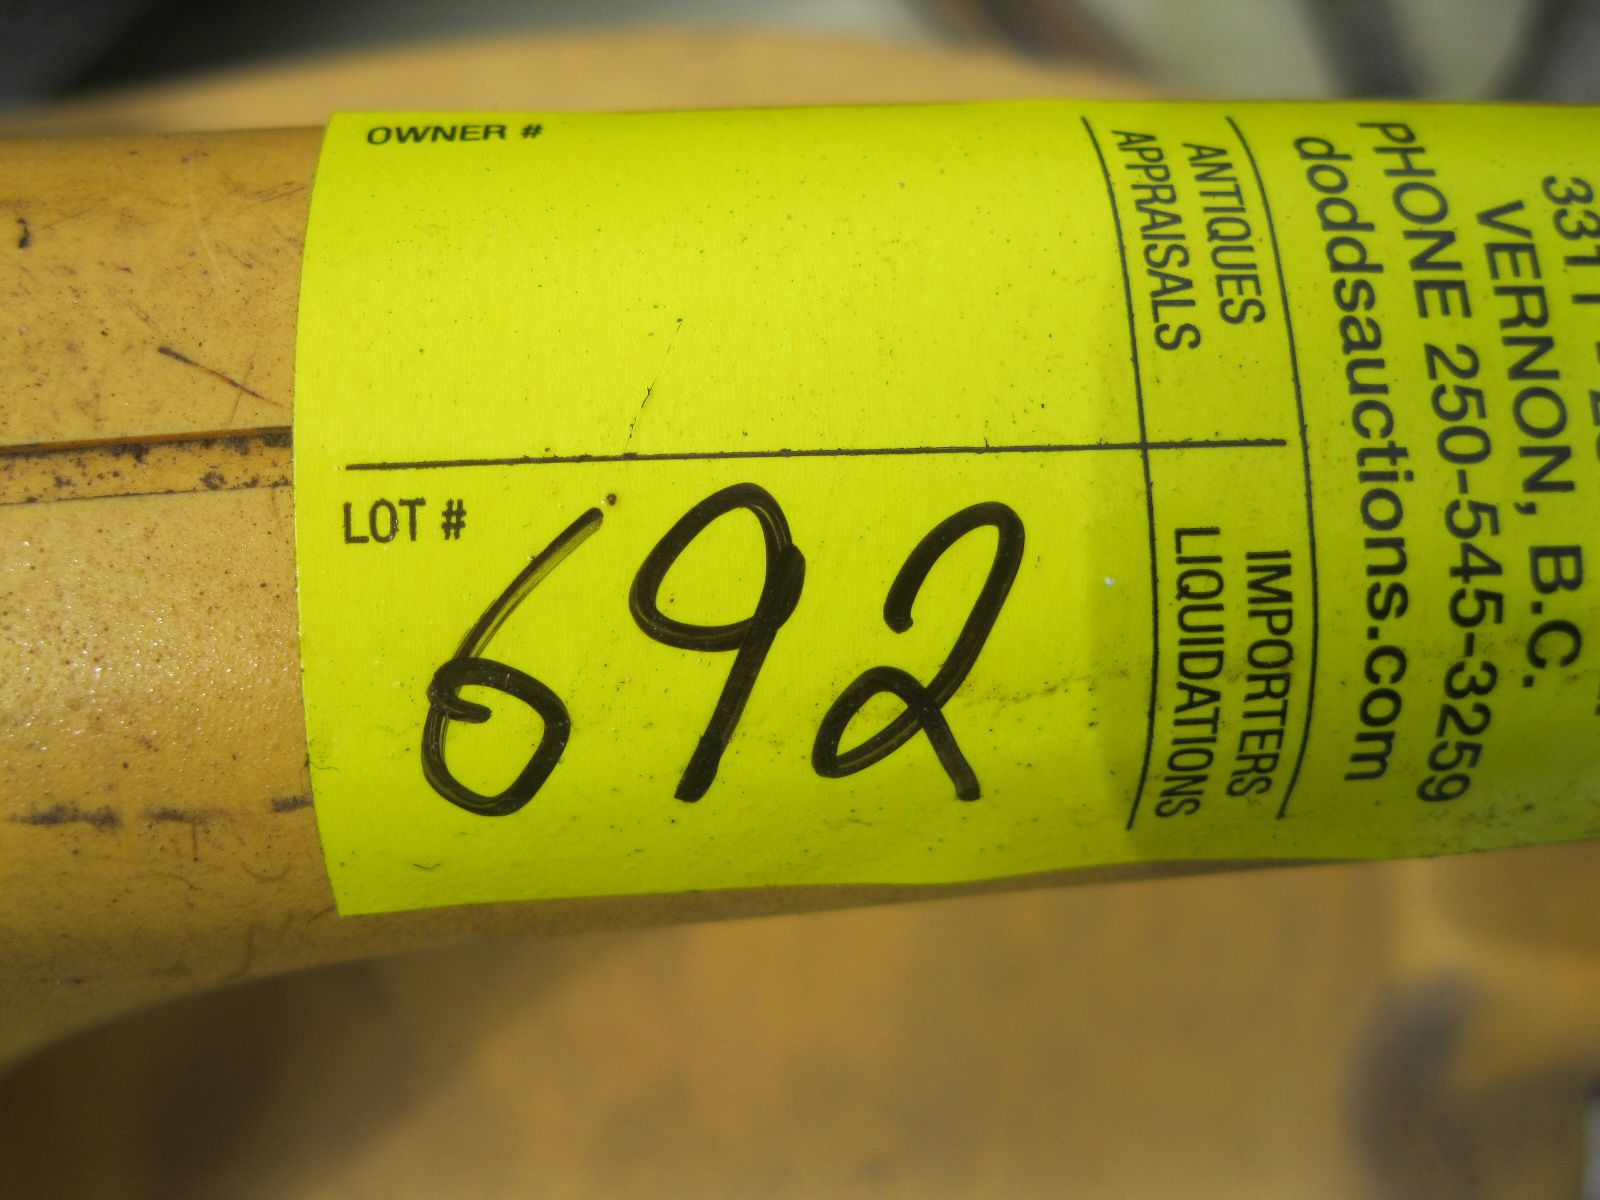 OWNER #
LOT #
692
ANTIQUES
APPRAISALS
IMPORTERS
LIQUIDATIONS
VERNON, B.C.
PHONE 250-545-3259
doddsauctions.com